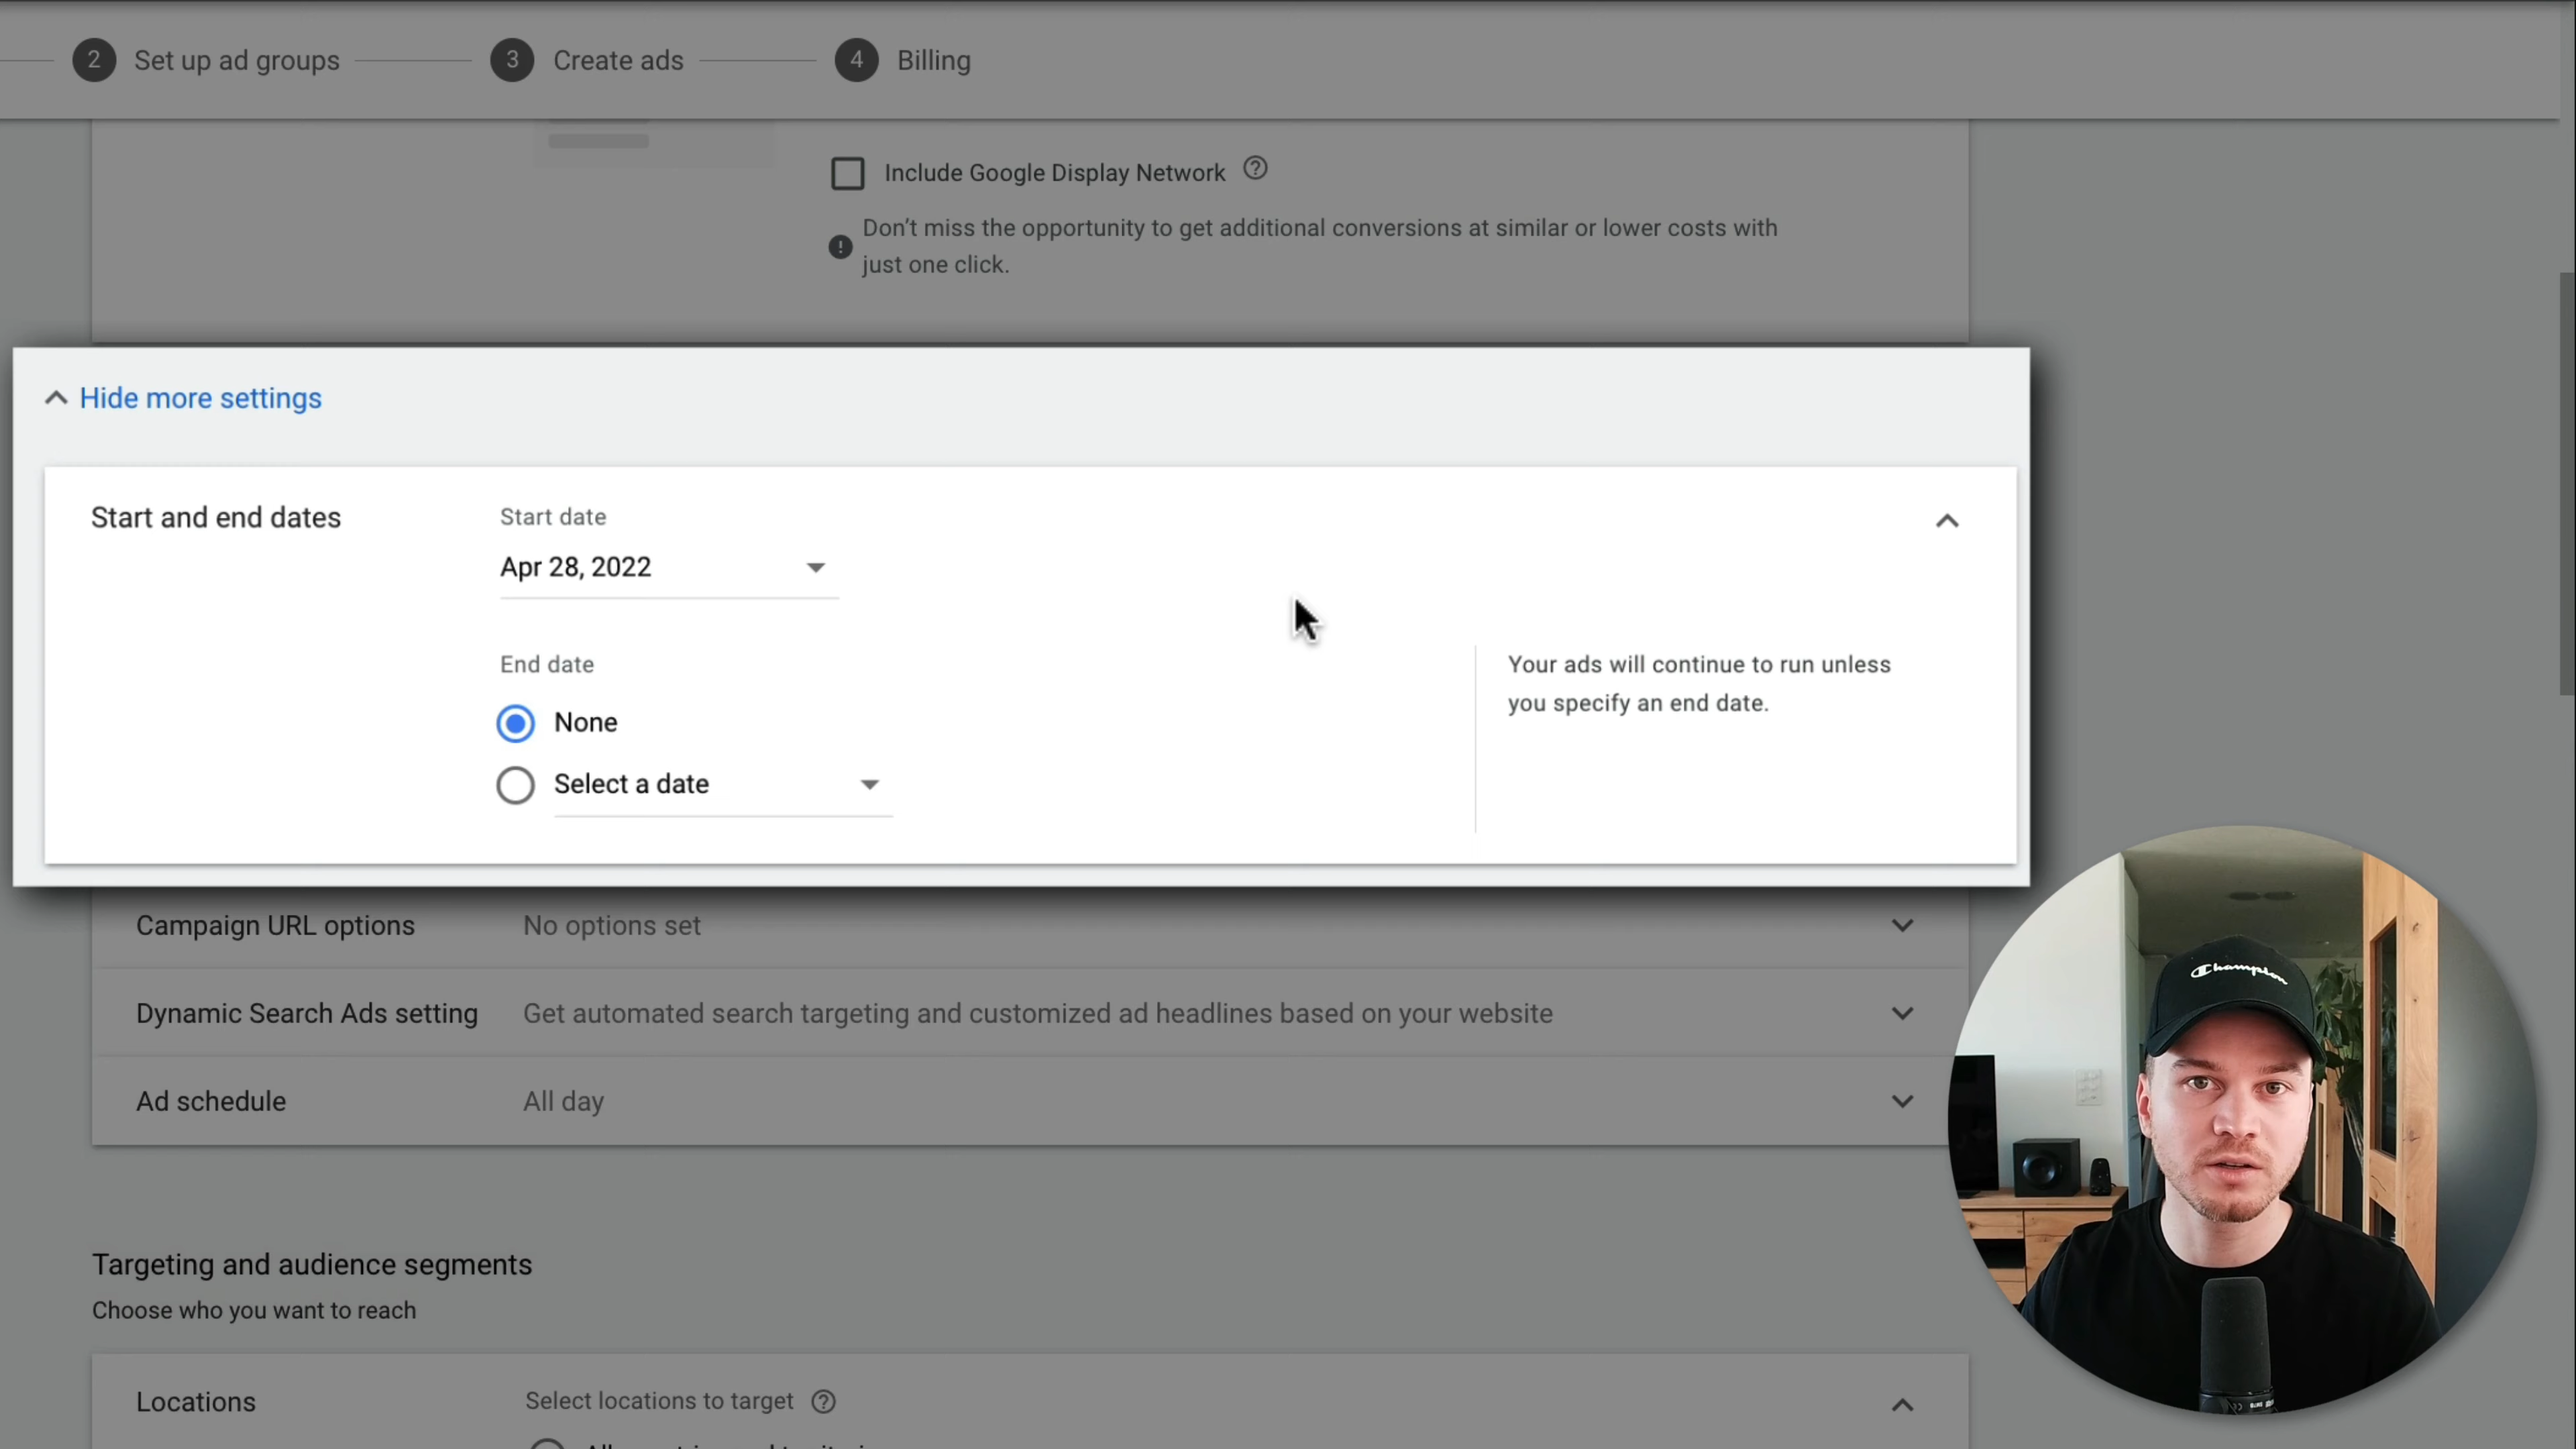 2 Set up ad groups 3 Create ads 4 Billing
Include Google Display Network ?
! Don't miss the opportunity to get additional conversions at similar or lower costs with
just one click.
Hide more settings
Start and end dates
Start date
Apr 28, 2022
End date
None
Select a date
Your ads will continue to run unless
you specify an end date.
Campaign URL options No options set
Dynamic Search Ads setting Get automated search targeting and customized ad headlines based on your website
Ad schedule All day
Champion
Targeting and audience segments
Choose who you want to reach
Locations Select locations to target ?